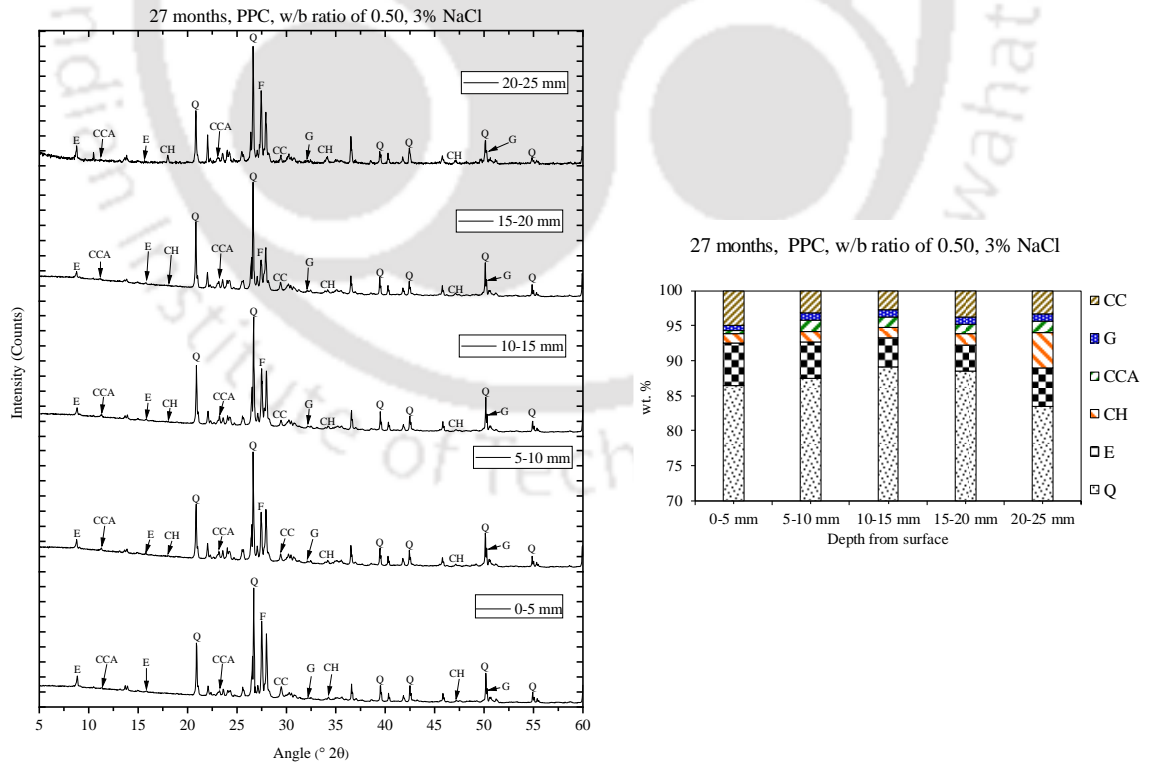 27 months, PPC, w/b ratio of 0.50, 3% NaCl
Intensity (Counts)
20-25 mm
E CCA E CH Q CCA Q F CC G CH Q Q CH Q G Q
15-20 mm
E CCA E CH Q CCA Q F CC G CH Q Q CH Q G Q
10-15 mm
E CCA E CH Q CCA Q F CC G CH Q Q CH Q G Q
5-10 mm
E CCA E CH Q CCA Q F CC G CH Q Q CH Q G Q
0-5 mm
E CCA E Q CCA Q F CC G CH Q Q CH Q G Q
5 10 15 20 25 30 35 40 45 50 55 60
Angle (° 2θ)
27 months, PPC, w/b ratio of 0.50, 3% NaCl
wt. %
100
95
90
85
80
75
70
0-5 mm 5-10 mm 10-15 mm 15-20 mm 20-25 mm
Depth from surface
CC
G
CCA
CH
E
Q
ndian Institute of Tech
wahat